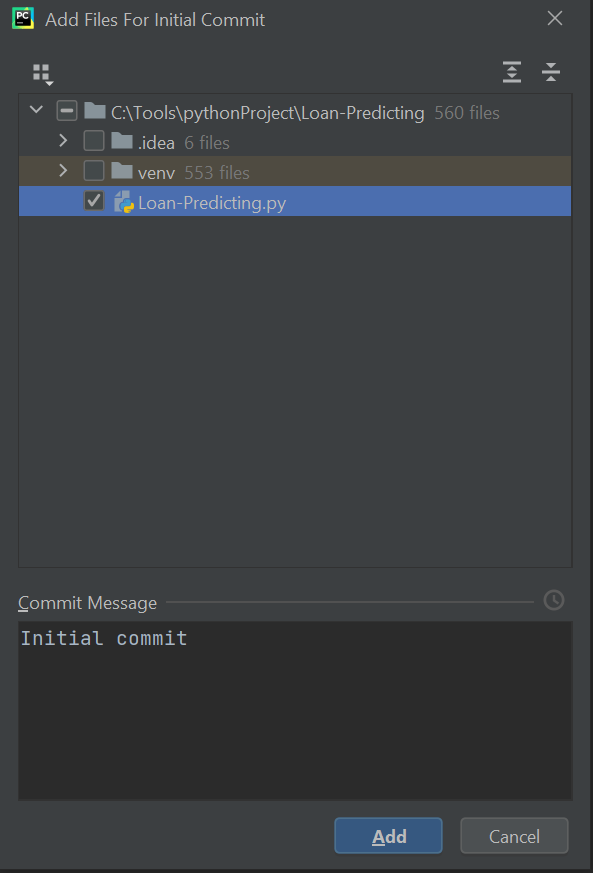 PC
Add Files For Initial Commit
C:\Tools\pythonProject\Loan-Predicting 560 files
.idea 6 files
venv 553 files
Loan-Predicting.py
Commit Message
Initial commit
Add
Cancel